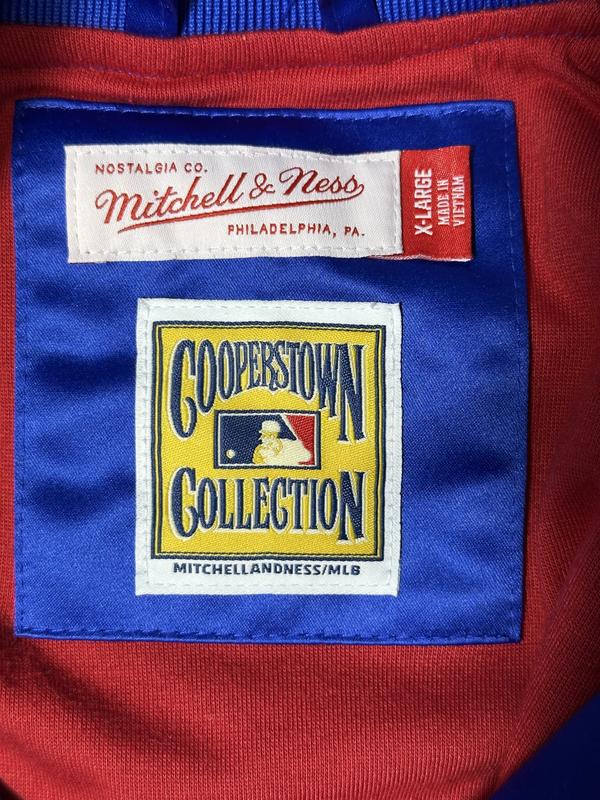 NOSTALGIA CO.
Mitchell & Ness
PHILADELPHIA, PA.
X-LARGE
MADE IN
VIETNAM
COOPERSTOWN
COLLECTION
MITCHELLANDNESS/MLB